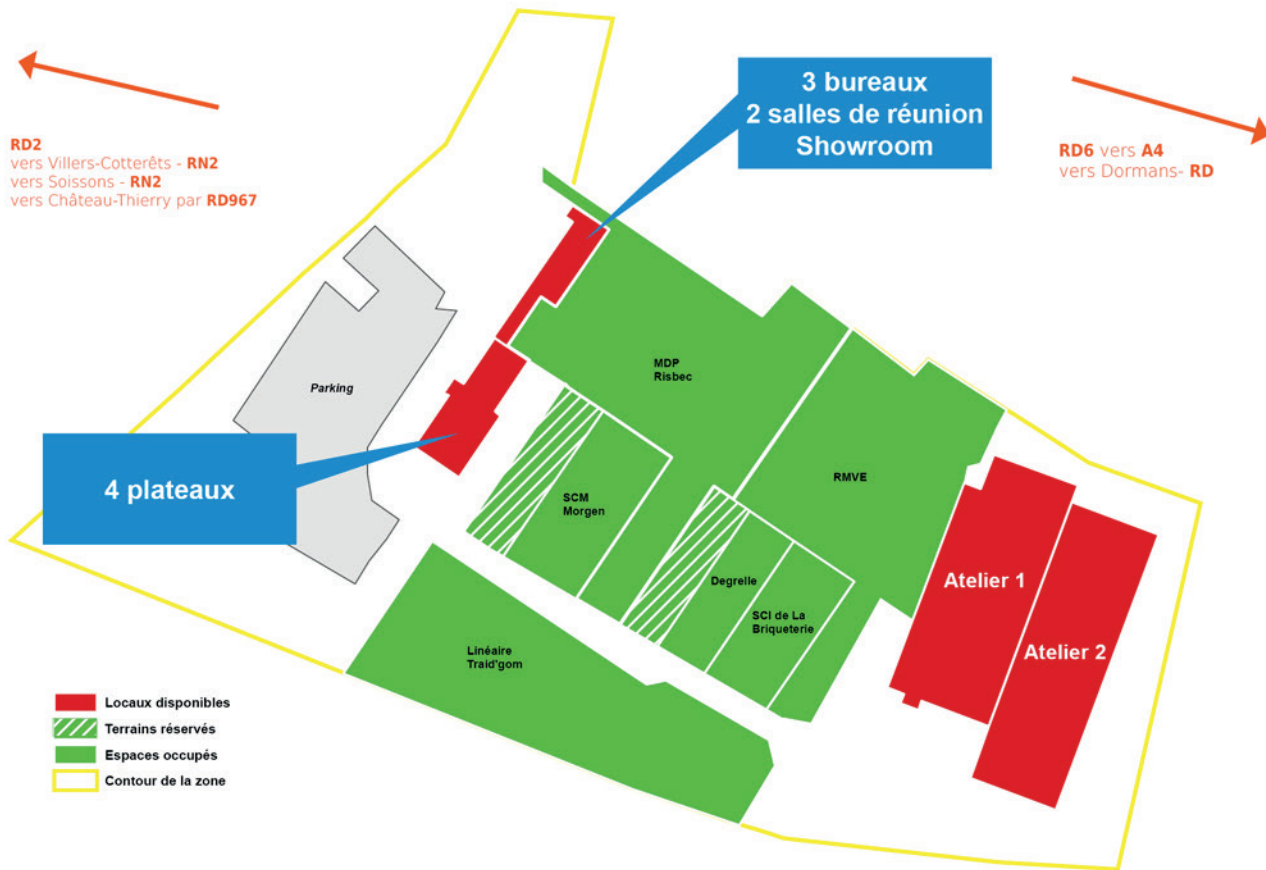 3 bureaux
2 salles de réunion
Showroom
RD2
vers Villers-Cotterêts - RN2
vers Soissons - RN2
vers Château-Thierry par RD967
RD6 vers A4
vers Dormans- RD
MDP
Risbec
Parking
4 plateaux
RMVE
SCM
Morgen
Degrelle
SCI de La
Briqueterie
Atelier 1
Atelier 2
Linéaire
Traid'gom
Locaux disponibles
Terrains réservés
Espaces occupés
Contour de la zone